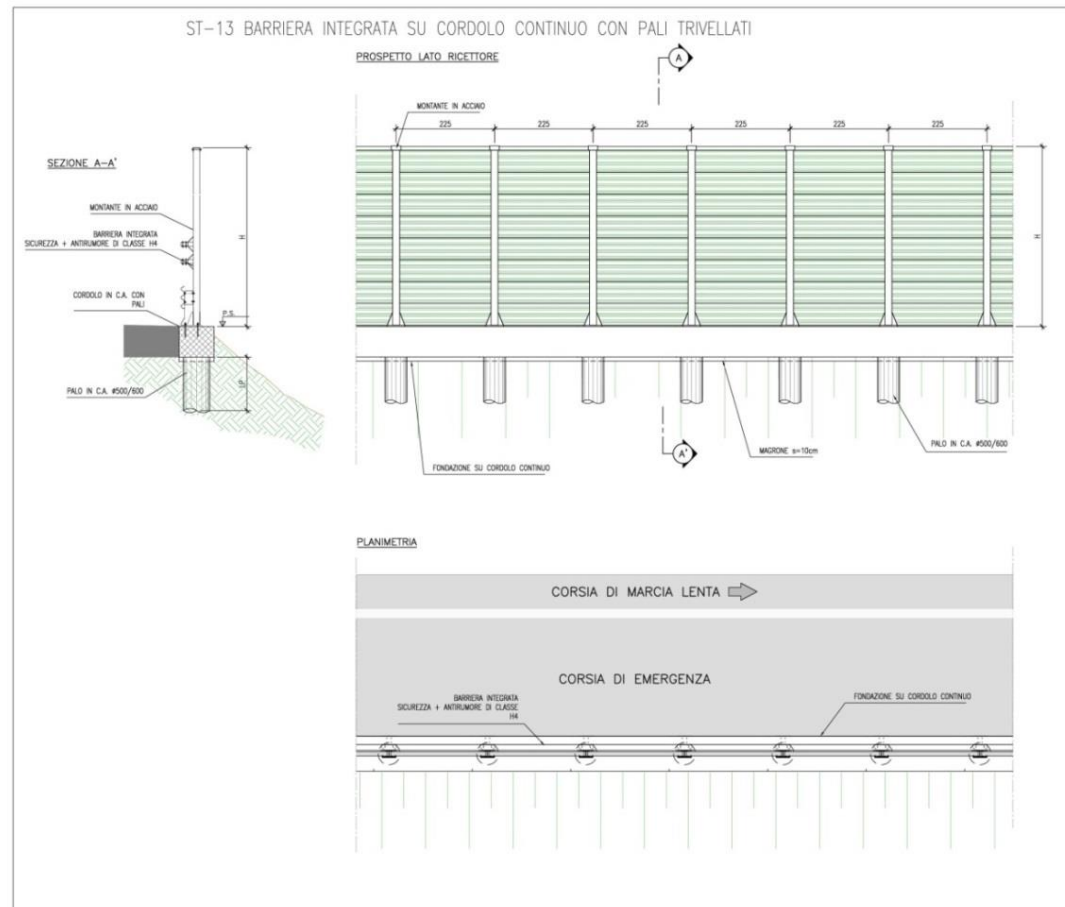 ST-13 BARRIERA INTEGRATA SU CORDOLO CONTINUO CON PALI TRIVELLATI
PROSPETTO LATO RICETTORE
A
MONTANTE IN ACCIAIO
225
225
225
225
225
225
H
SEZIONE A-A'
MONTANTE IN ACCIAIO
BARRIERA INTEGRATA
SICUREZZA + ANTIRUMORE DI CLASSE H4
H
CORDOLO IN C.A. CON
PALI
P.S.
LP
PALO IN C.A. ø500/600
FONDAZIONE SU CORDOLO CONTINUO
A'
MAGRONE s=10cm
PALO IN C.A. ø500/600
PLANIMETRIA
CORSIA DI MARCIA LENTA
CORSIA DI EMERGENZA
BARRIERA INTEGRATA
SICUREZZA + ANTIRUMORE DI CLASSE
H4
FONDAZIONE SU CORDOLO CONTINUO